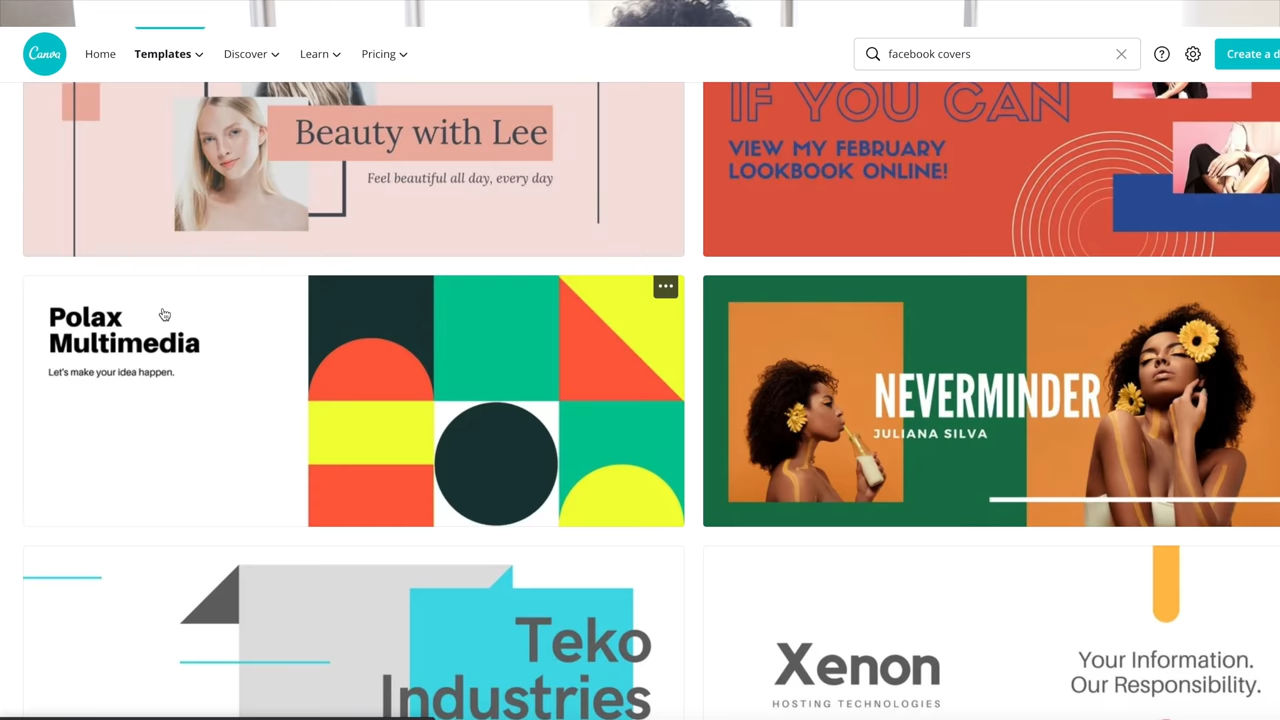 Canva
Home
Templates
Discover
Learn
Pricing
facebook covers
Create a d
Beauty with Lee
Feel beautiful all day, every day
IF YOU CAN
VIEW MY FEBRUARY
LOOKBOOK ONLINE!
Polax
Multimedia
Let's make your idea happen.
NEVERMINDER
JULIANA SILVA
Teko
Industries
Xenon
HOSTING TECHNOLOGIES
Your Information.
Our Responsibility.